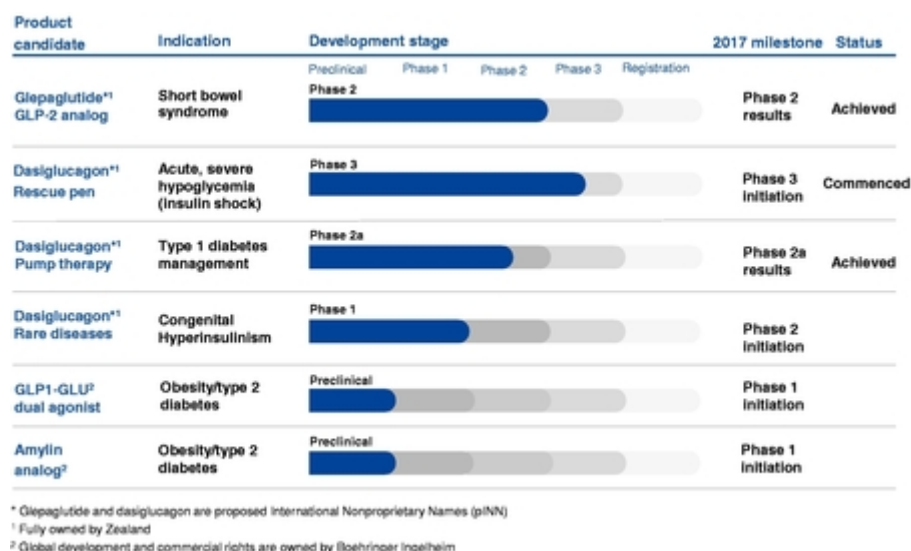 Product
candidate
Indication
Development stage
2017 milestone
Status
Preclinical
Phase 1
Phase 2
Phase 3
Registration
Glepaglutide*¹
GLP-2 analog
Short bowel
syndrome
Phase 2
Phase 2
results
Achieved
Dasiglucagon*¹
Rescue pen
Acute, severe
hypoglycemia
(insulin shock)
Phase 3
Phase 3
initiation
Commenced
Dasiglucagon*¹
Pump therapy
Type 1 diabetes
management
Phase 2a
Phase 2a
results
Achieved
Dasiglucagon*¹
Rare diseases
Congenital
Hyperinsulinism
Phase 1
Phase 2
initiation
GLP1-GLU²
dual agonist
Obesity/type 2
diabetes
Preclinical
Phase 1
initiation
Amylin
analog²
Obesity/type 2
diabetes
Preclinical
Phase 1
initiation
* Glepaglutide and dasiglucagon are proposed International Nonproprietary Names (pINN)
¹ Fully owned by Zealand
² Global development and commercial rights are owned by Boehringer Ingelheim